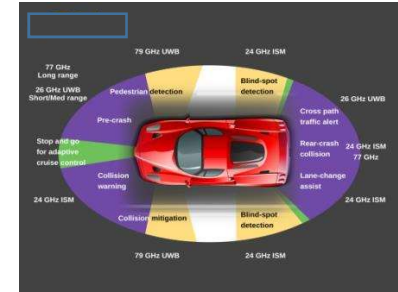 79 GHz UWB
24 GHz ISM
77 GHz
Long range
26 GHz UWB
Short/Med range
Pedestrian detection
Blind-spot
detection
26 GHz UWB
Pre-crash
Cross path
traffic alert
Stop and go
for adaptive
cruise control
Rear-crash
collision
24 GHz ISM
77 GHz
Collision
warning
Lane-change
assist
24 GHz ISM
24 GHz ISM
Collision mitigation
Blind-spot
detection
79 GHz UWB
24 GHz ISM